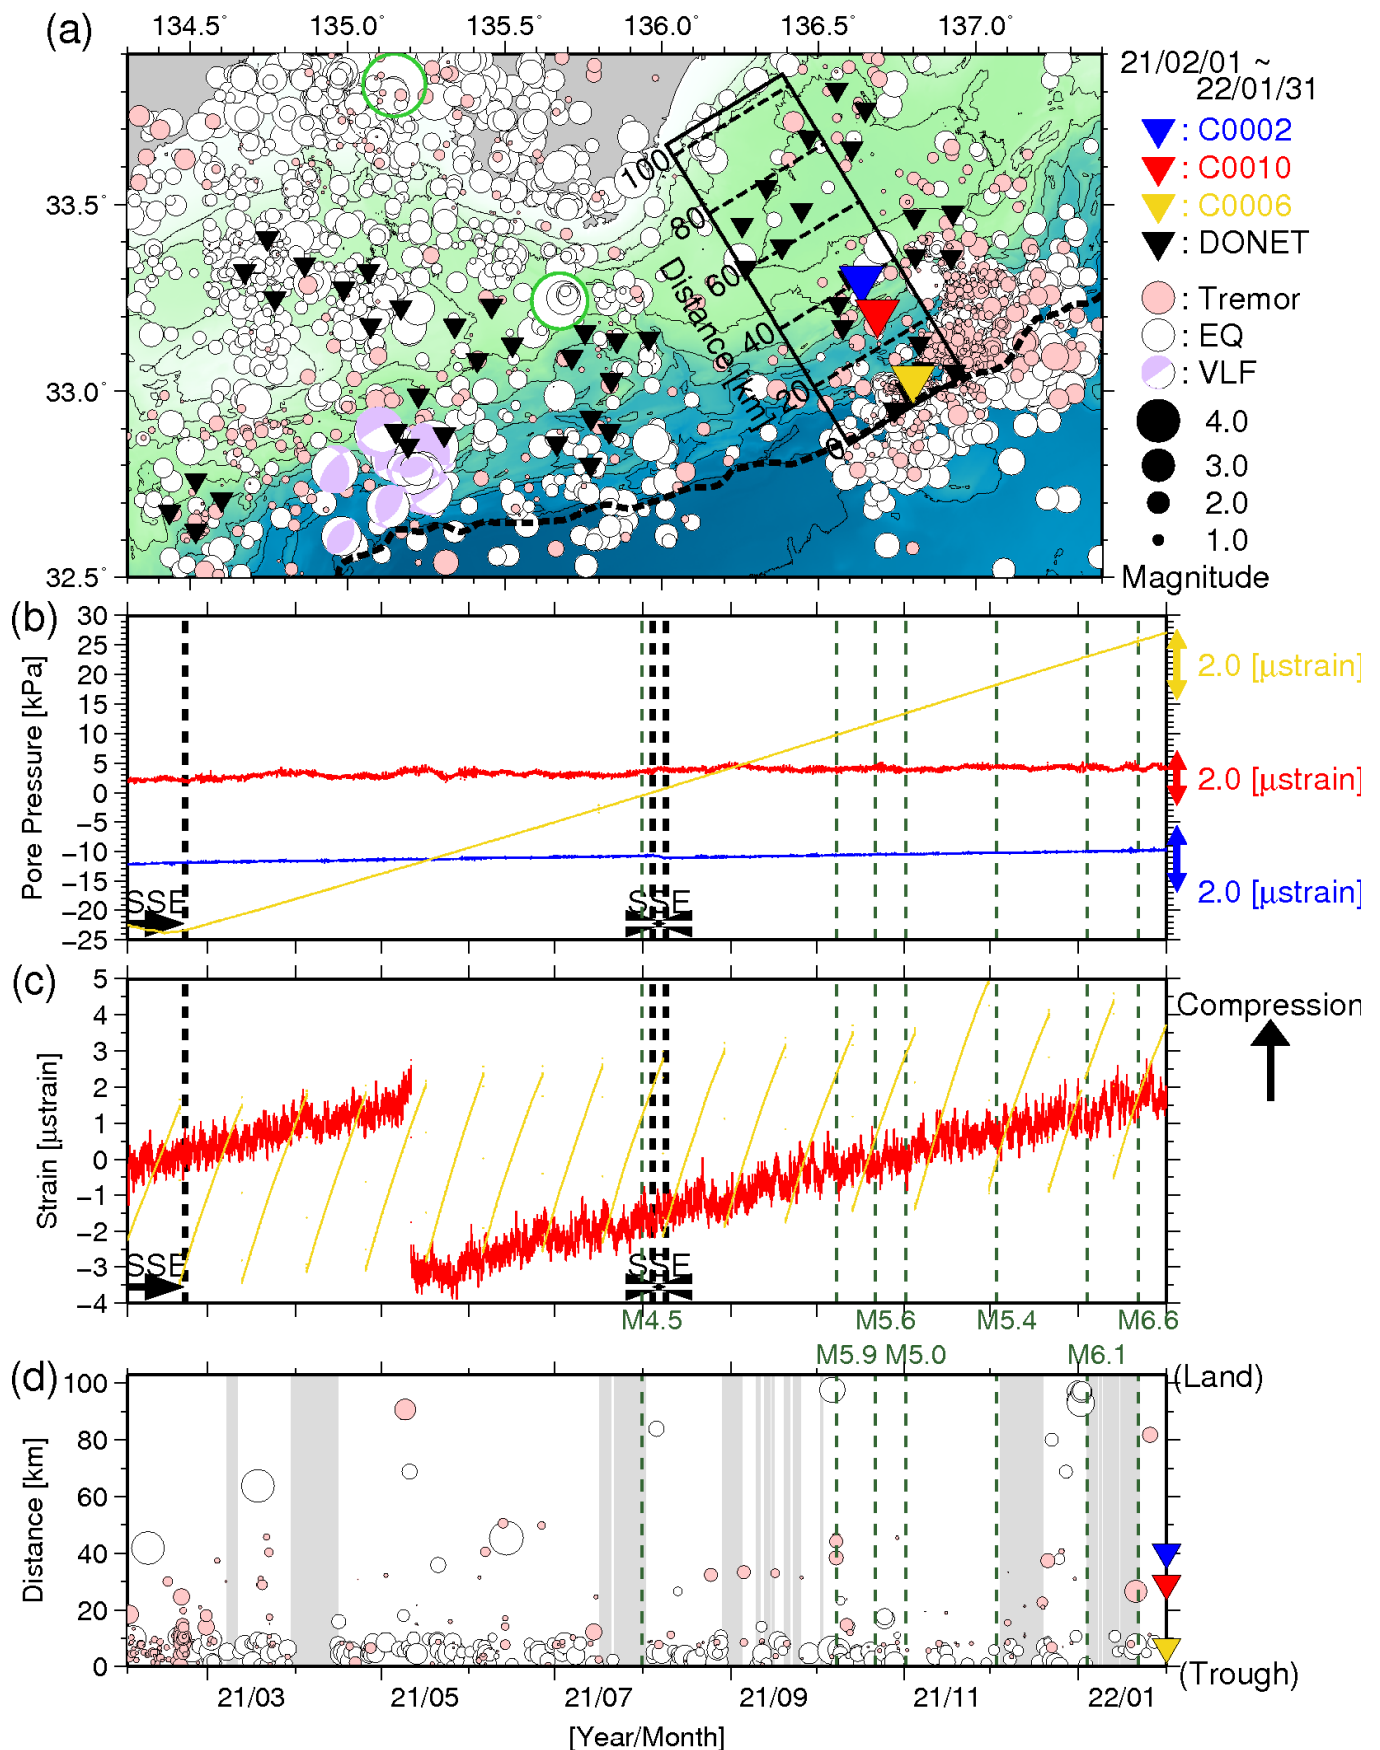 (a)
134.5°
135.0°
135.5°
136.0°
136.5°
137.0°
33.5°
33.0°
32.5°
100
80
60
40
20
0
Distance [km]
21/02/01 ~
22/01/31
: C0002
: C0010
: C0006
: DONET
: Tremor
: EQ
: VLF
4.0
3.0
2.0
1.0
Magnitude
(b)
Pore Pressure [kPa]
30
25
20
15
10
5
0
−5
−10
−15
−20
−25
SSE
SSE
2.0 [μstrain]
2.0 [μstrain]
2.0 [μstrain]
(c)
Strain [μstrain]
5
4
3
2
1
0
−1
−2
−3
−4
SSE
SSE
Compression
M4.5
M5.6
M5.4
M6.6
M5.9
M5.0
M6.1
(d)
Distance [km]
100
80
60
40
20
0
(Land)
(Trough)
21/03
21/05
21/07
21/09
21/11
22/01
[Year/Month]